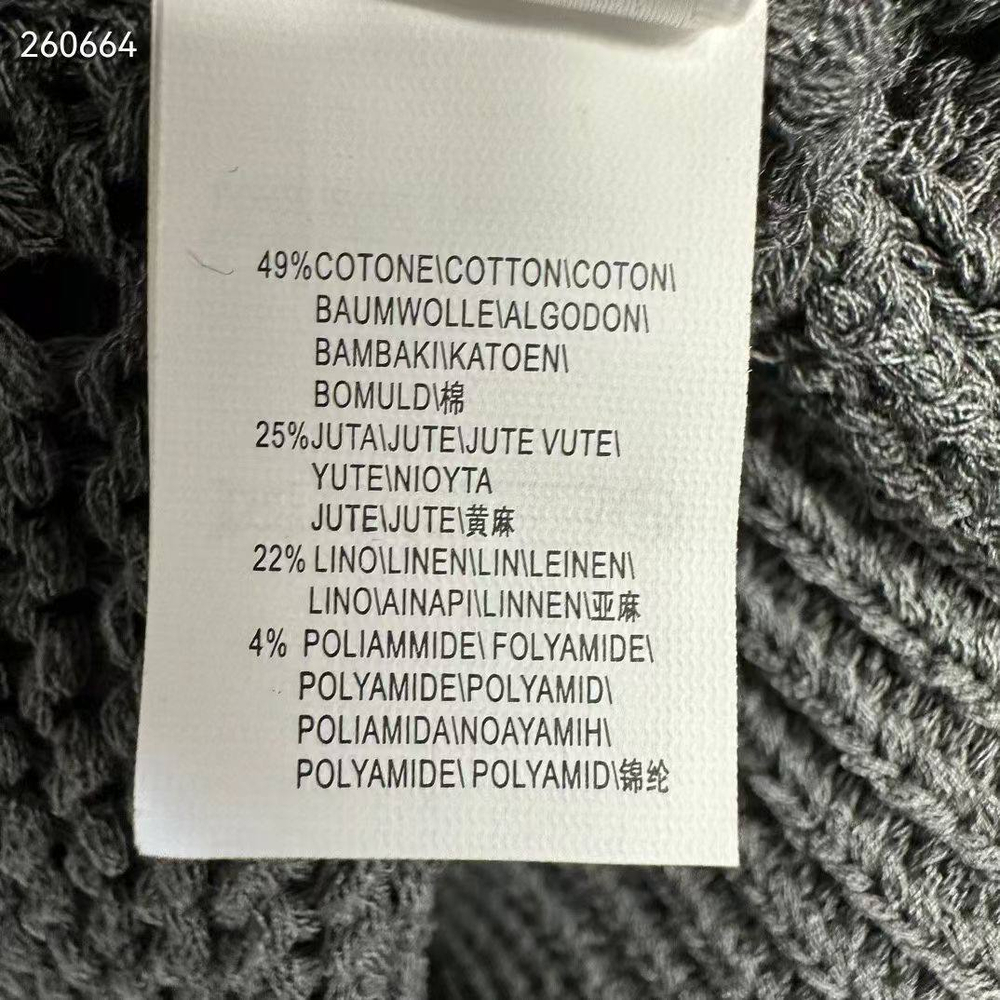 260664
49%COTONE\COTTON\COTON\
BAUMWOLLE\ALGODON\
BAMBAKI\KATOEN\
BOMULD\棉
25%JUTA\JUTE\JUTE VUTE\
YUTE\NIOYTA
JUTE\JUTE\黄麻
22% LINO\LINEN\LIN\LEINEN\
LINO\AINAPI\LINNEN\亚麻
4% POLIAMMIDE\ FOLYAMIDE\
POLYAMIDE\POLYAMID\
POLIAMIDA\NOAYAMIH\
POLYAMIDE\ POLYAMID\锦纶